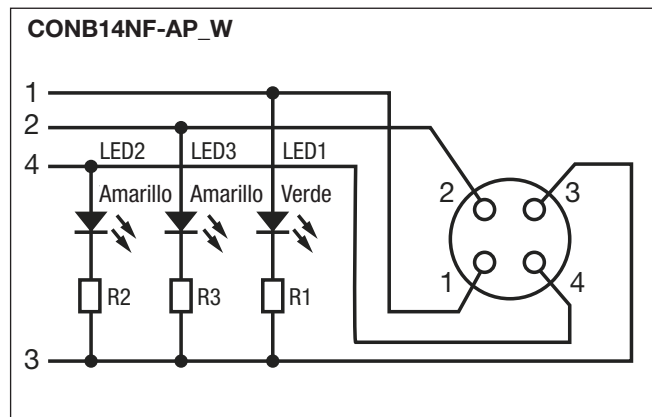 CONB14NF-AP_W
1
2
4
LED2 LED3 LED1
Amarillo Amarillo Verde
2 3
1 4
R2 R3 R1
3